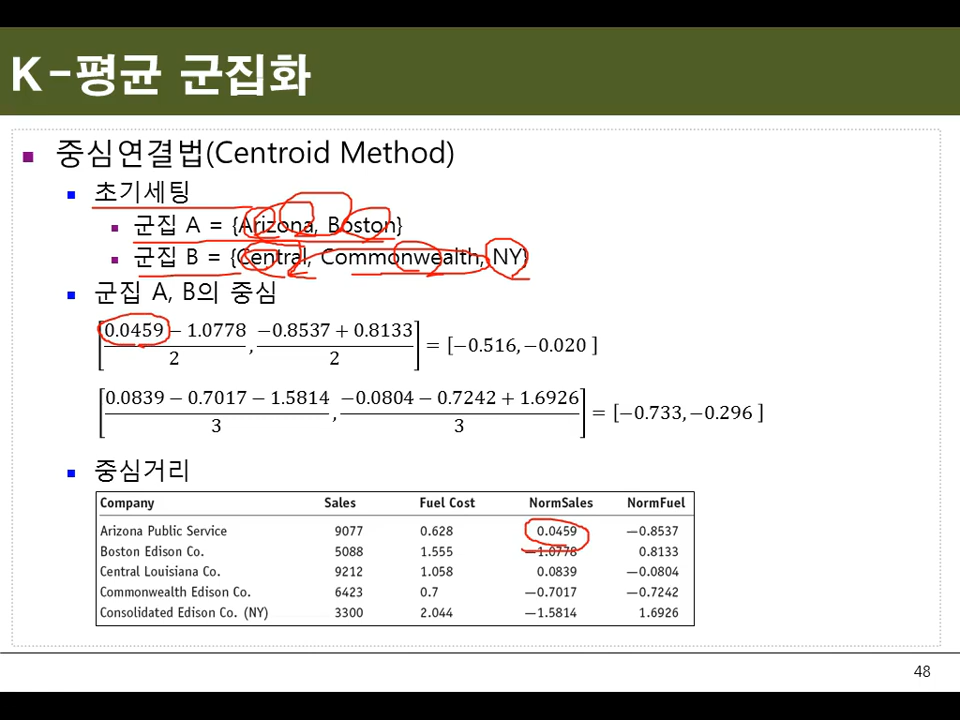 K-평균 군집화
중심연결법(Centroid Method)
초기세팅
군집 A = {Arizona, Boston}
군집 B = {Central, Commonwealth, NY}
군집 A, B의 중심
[(0.0459 − 1.0778)/2, (−0.8537 + 0.8133)/2] = [−0.516, −0.020 ]
[(0.0839 − 0.7017 − 1.5814)/3, (−0.0804 − 0.7242 + 1.6926)/3] = [−0.733, −0.296 ]
중심거리
Company Sales Fuel Cost NormSales NormFuel
Arizona Public Service 9077 0.628 0.0459 −0.8537
Boston Edison Co. 5088 1.555 −1.0778 0.8133
Central Louisiana Co. 9212 1.058 0.0839 −0.0804
Commonwealth Edison Co. 6423 0.7 −0.7017 −0.7242
Consolidated Edison Co. (NY) 3300 2.044 −1.5814 1.6926
48